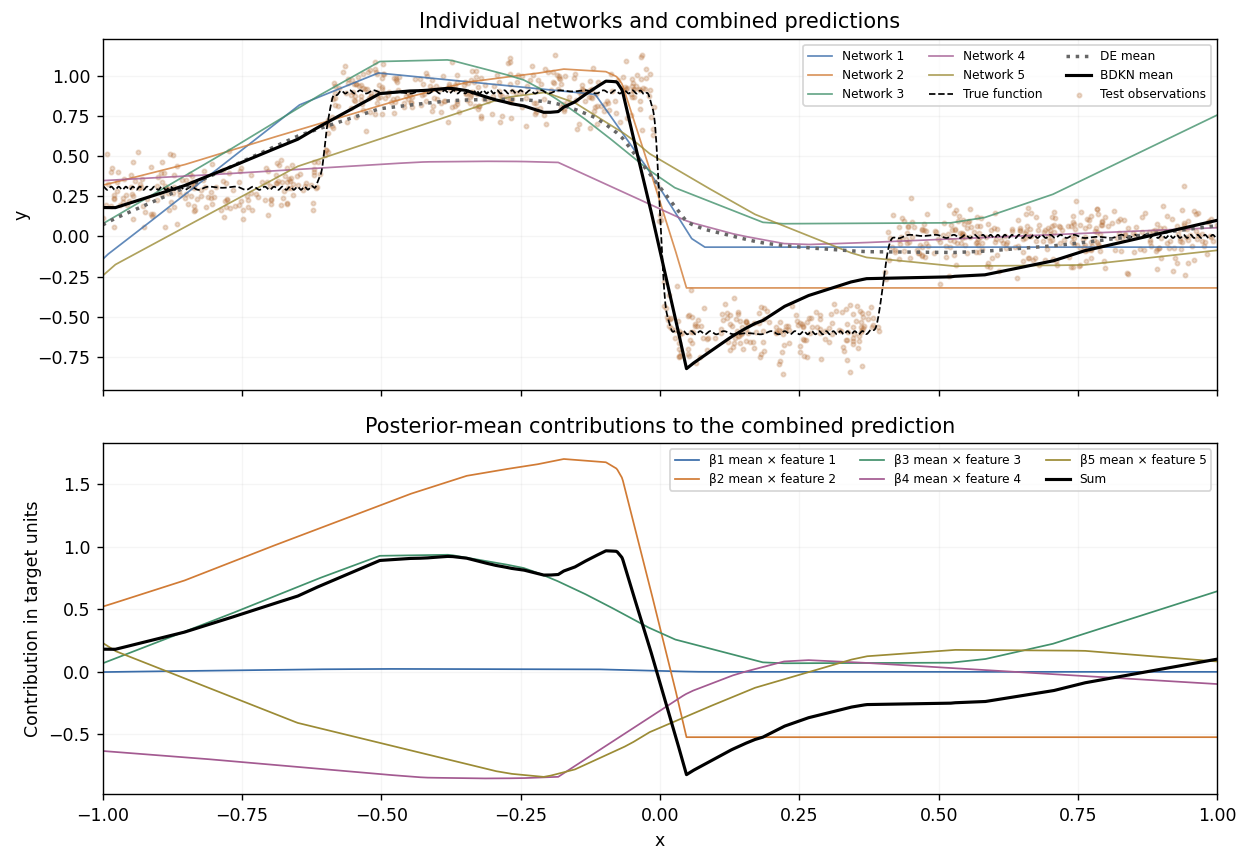 Individual networks and combined predictions
Network 1
Network 2
Network 3
Network 4
Network 5
True function
DE mean
BDKN mean
Test observations
y
1.00
0.75
0.50
0.25
0.00
−0.25
−0.50
−0.75
Posterior-mean contributions to the combined prediction
β1 mean × feature 1
β2 mean × feature 2
β3 mean × feature 3
β4 mean × feature 4
β5 mean × feature 5
Sum
Contribution in target units
1.5
1.0
0.5
0.0
−0.5
−1.00 −0.75 −0.50 −0.25 0.00 0.25 0.50 0.75 1.00
x